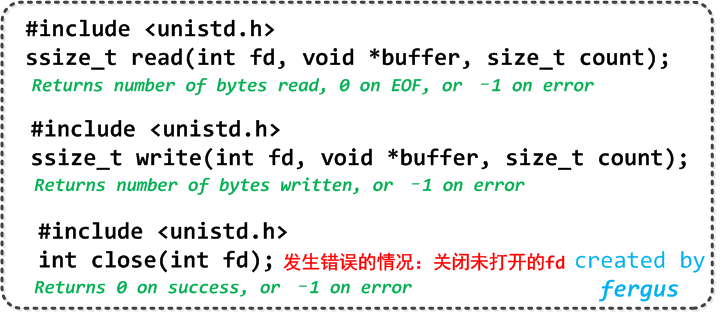 #include <unistd.h>
ssize_t read(int fd, void *buffer, size_t count);
Returns number of bytes read, 0 on EOF, or –1 on error
#include <unistd.h>
ssize_t write(int fd, void *buffer, size_t count);
Returns number of bytes written, or –1 on error
#include <unistd.h>
int close(int fd); 发生错误的情况：关闭未打开的fd created by
Returns 0 on success, or –1 on error fergus